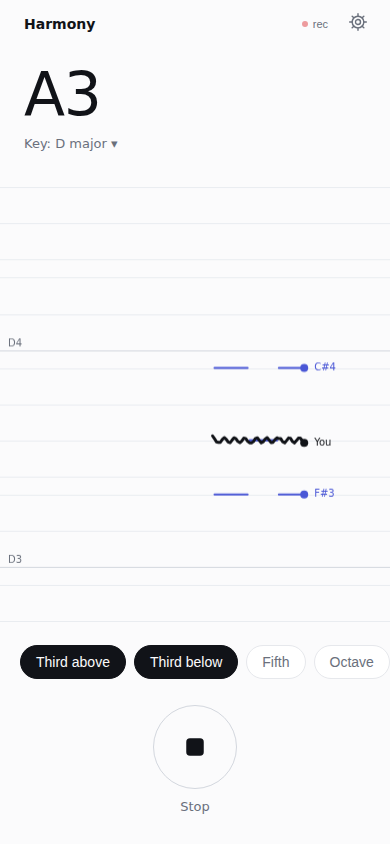 Harmony
rec
A3
Key: D major ▾
D4
C#4
You
F#3
D3
Third above
Third below
Fifth
Octave
Stop